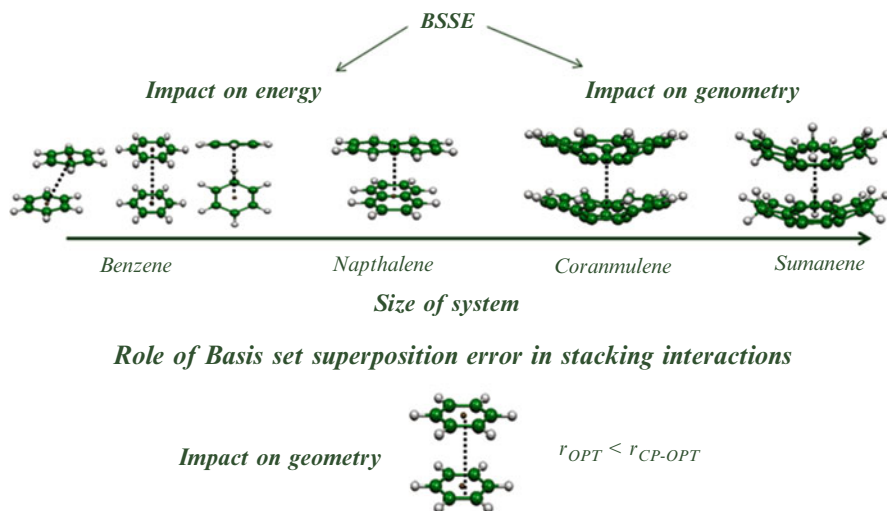 BSSE
Impact on energy
Impact on genometry
Benzene
Napthalene
Coranmulene
Sumanene
Size of system
Role of Basis set superposition error in stacking interactions
Impact on geometry
r_OPT < r_CP-OPT